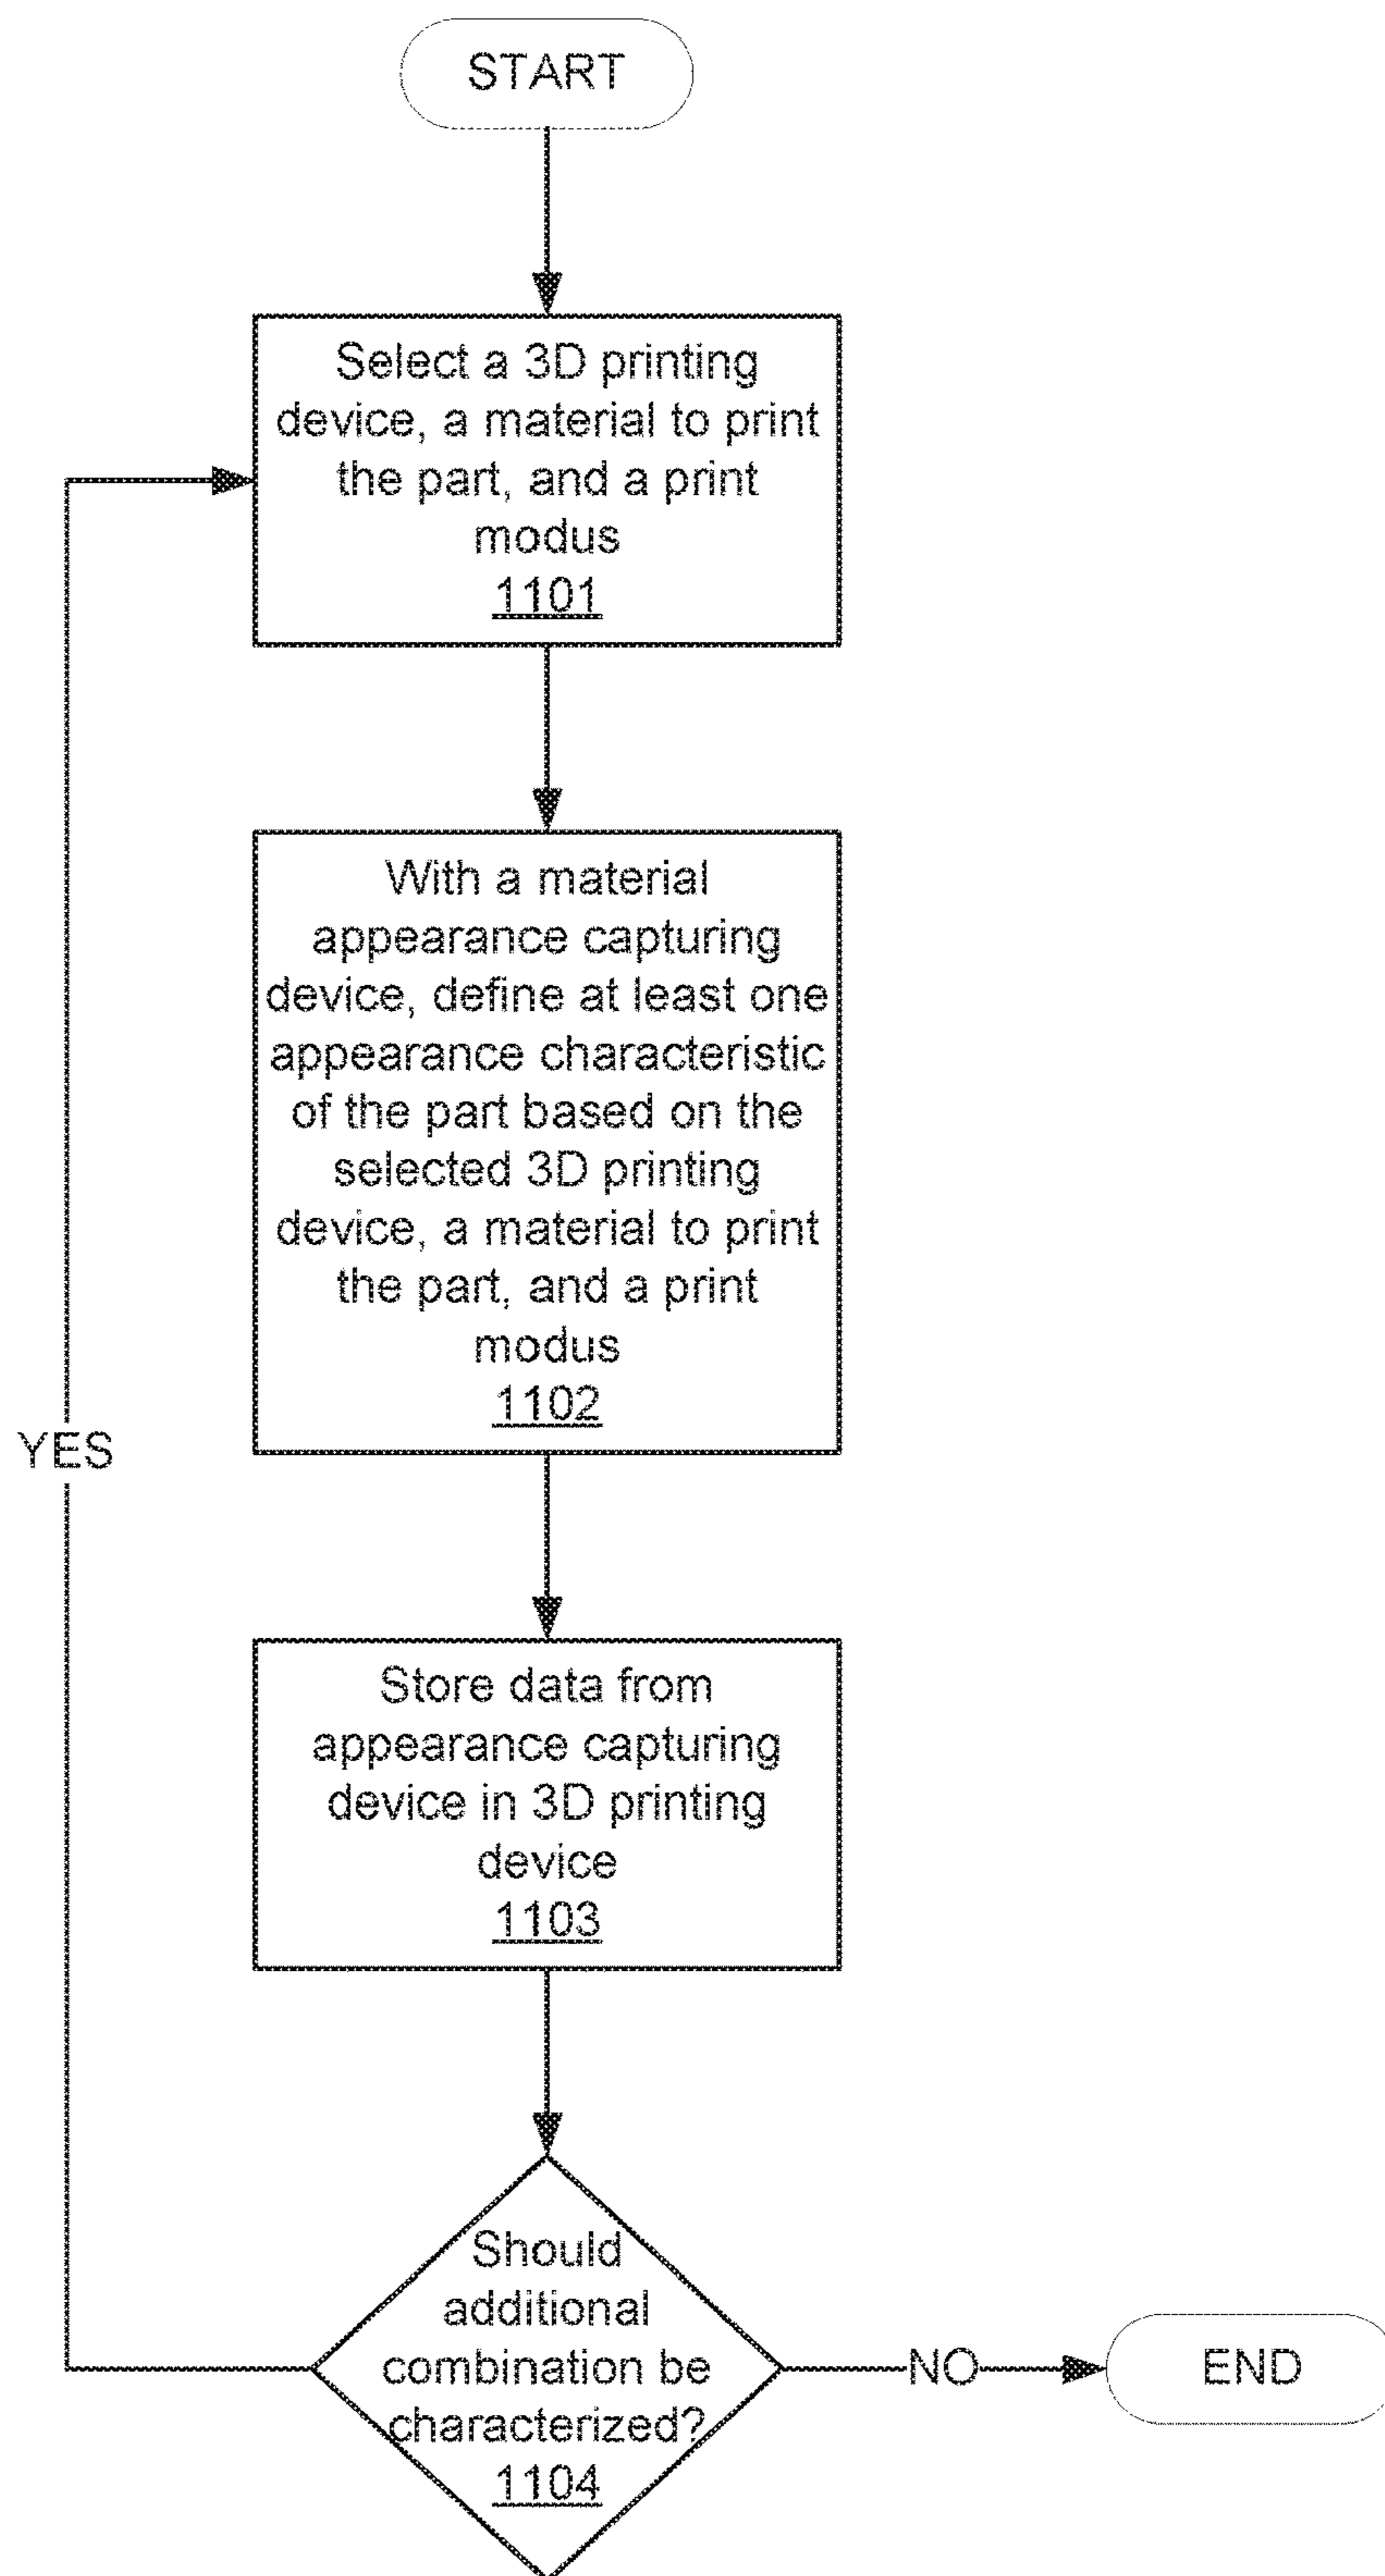 START
Select a 3D printing
device, a material to print
the part, and a print
modus
1101
With a material
appearance capturing
device, define at least one
appearance characteristic
of the part based on the
selected 3D printing
device, a material to print
the part, and a print
modus
1102
YES
Store data from
appearance capturing
device in 3D printing
device
1103
Should
additional
combination be
characterized?
1104
NO
END